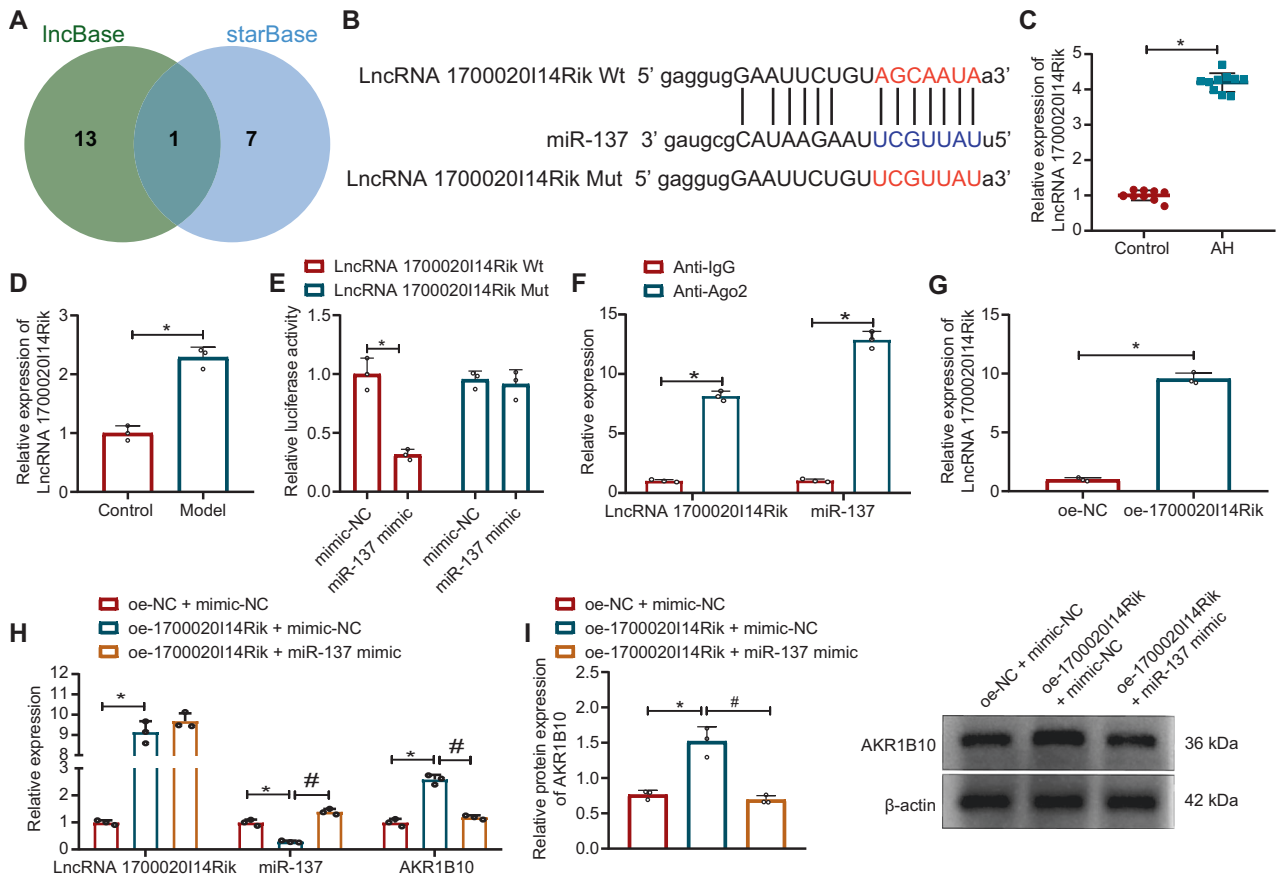 A
lncBase
starBase
13
1
7
B
LncRNA 1700020I14Rik Wt 5' gaggugGAAUUCUGUAGCAAUAa3'
miR-137 3' gaugcgCAUAAGAAUUCGUUAUu5'
LncRNA 1700020I14Rik Mut 5' gaggugGAAUUCUGUUCGUUAUa3'
C
Relative expression of
LncRNA 1700020I14Rik
5
4
3
2
1
0
*
Control
AH
D
Relative expression of
LncRNA 1700020I14Rik
3
2
1
0
*
Control
Model
E
LncRNA 1700020I14Rik Wt
LncRNA 1700020I14Rik Mut
Relative luciferase activity
1.5
1.0
0.5
0.0
*
mimic-NC
miR-137 mimic
mimic-NC
miR-137 mimic
F
Anti-IgG
Anti-Ago2
Relative expression
15
10
5
0
*
*
LncRNA 1700020I14Rik
miR-137
G
Relative expression of
LncRNA 1700020I14Rik
15
10
5
0
*
oe-NC
oe-1700020I14Rik
H
oe-NC + mimic-NC
oe-1700020I14Rik + mimic-NC
oe-1700020I14Rik + miR-137 mimic
Relative expression
12
11
10
9
8
3
2
1
0
*
*
#
*
#
LncRNA 1700020I14Rik
miR-137
AKR1B10
I
oe-NC + mimic-NC
oe-1700020I14Rik + mimic-NC
oe-1700020I14Rik + miR-137 mimic
Relative protein expression
of AKR1B10
2.5
2.0
1.5
1.0
0.5
0.0
*
#
oe-NC + mimic-NC
oe-1700020I14Rik
+ mimic-NC
oe-1700020I14Rik
+ miR-137 mimic
AKR1B10
36 kDa
β-actin
42 kDa